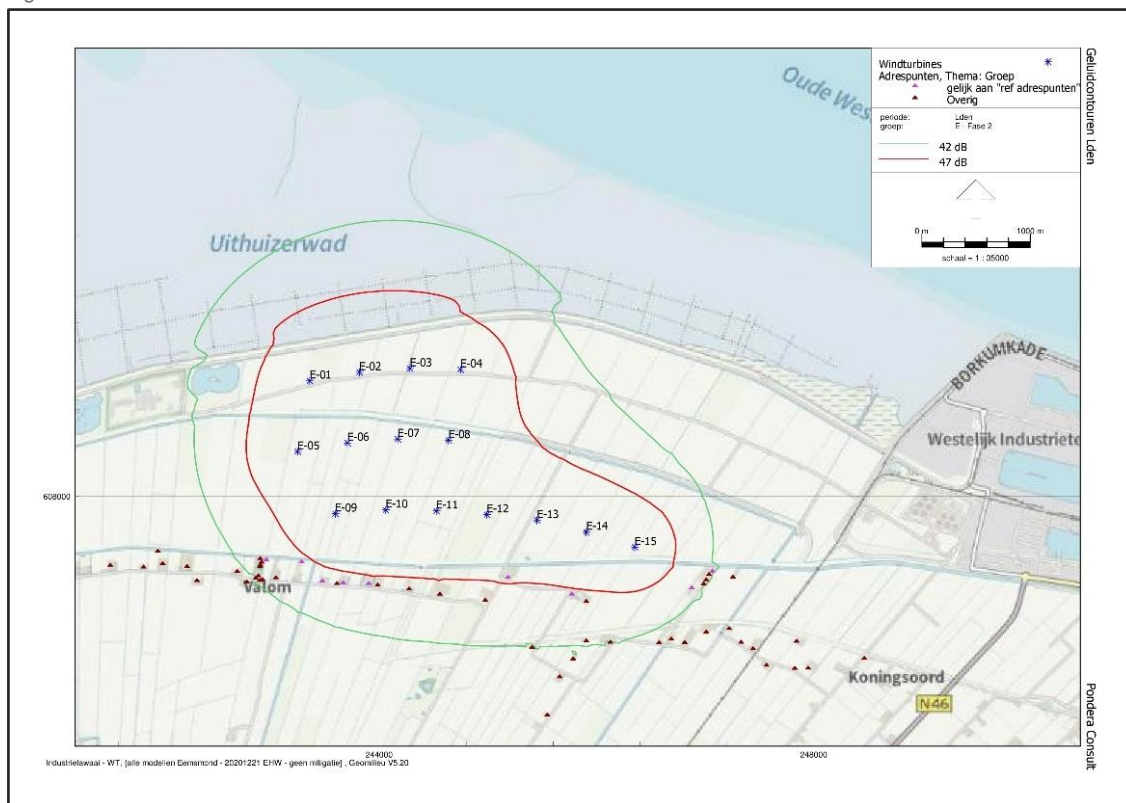 Oude Wes
Uithuizerwad
Windturbines
Adrespunten, Thema: Groep
gelijk aan "ref adrespunten"
Overig
periode: Lden
groep: E - Fase 2
42 dB
47 dB
0 m 1000 m
schaal = 1 : 35000
Geluidcontouren Lden
E-01
E-02
E-03
E-04
BORKUMKADE
E-05
E-06
E-07
E-08
Westelijk Industriete
608000
E-09
E-10
E-11
E-12
E-13
E-14
E-15
Valom
Koningsoord
N46
Pondera Consult
244000 248000
Industrielawaai - WT, [alle modellen Eemsmond - 20201221 EHW - geen mitigatie] , Geomilieu V5.20